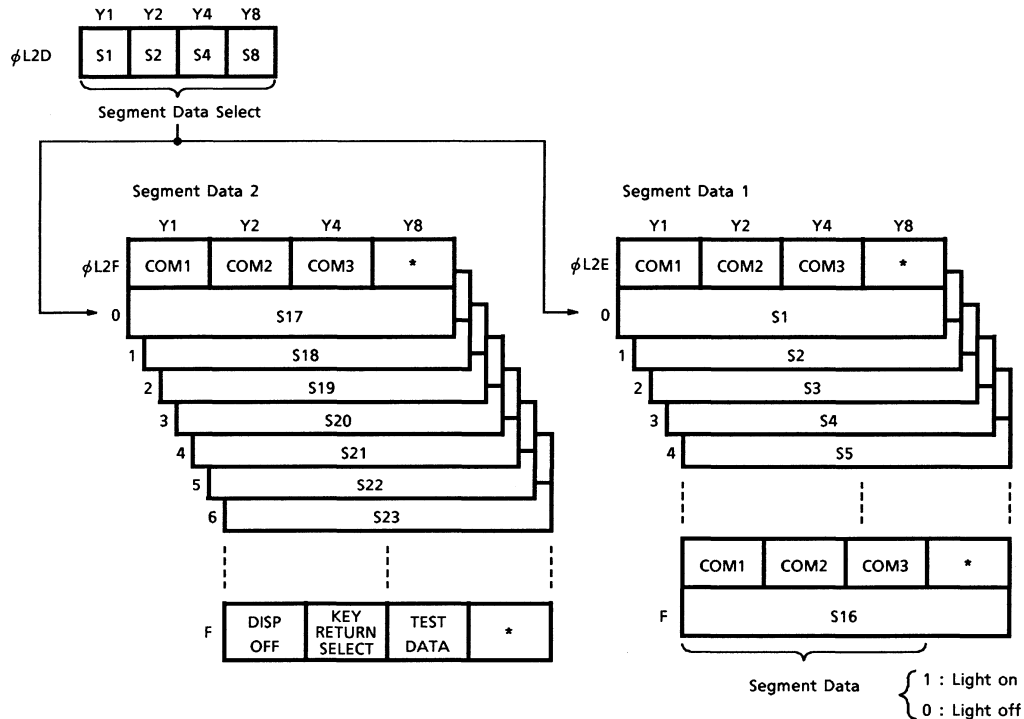 Y1 Y2 Y4 Y8
φL2D S1 S2 S4 S8
Segment Data Select
Segment Data 2
Y1 Y2 Y4 Y8
φL2F COM1 COM2 COM3 *
0 S17
1 S18
2 S19
3 S20
4 S21
5 S22
6 S23
F DISP OFF KEY RETURN SELECT TEST DATA *
Segment Data 1
Y1 Y2 Y4 Y8
φL2E COM1 COM2 COM3 *
0 S1
1 S2
2 S3
3 S4
4 S5
COM1 COM2 COM3 *
F S16
Segment Data
1 : Light on
0 : Light off